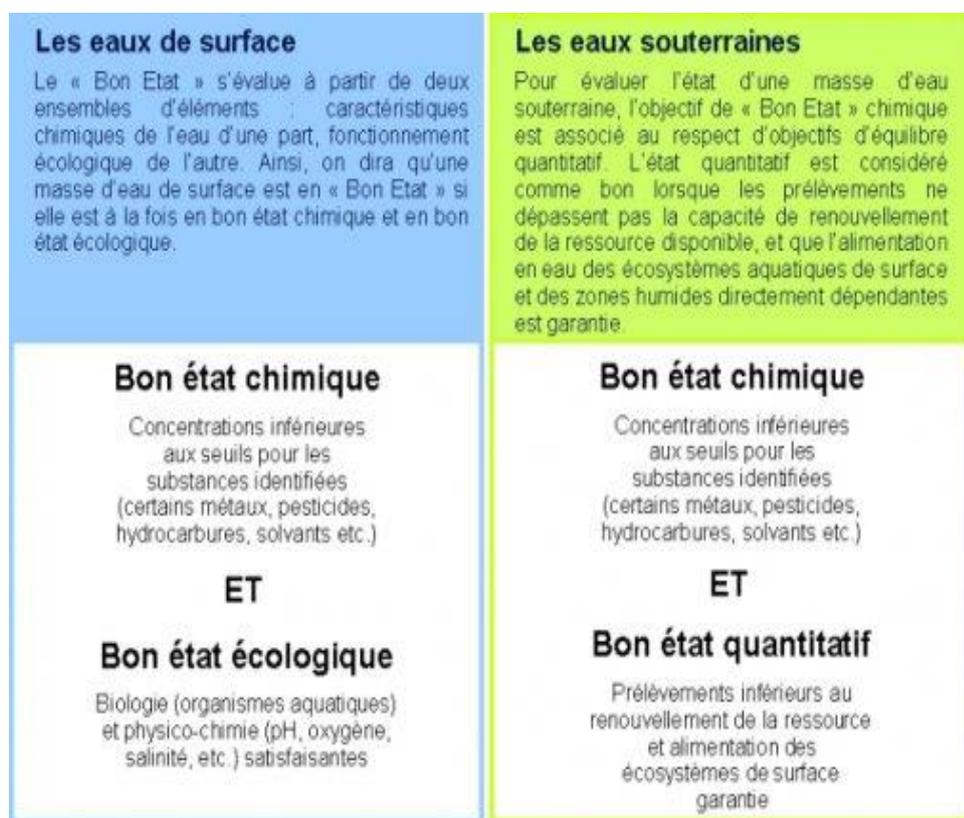 Les eaux de surface
Le « Bon Etat » s'évalue à partir de deux
ensembles d'éléments : caractéristiques
chimiques de l'eau d'une part, fonctionnement
écologique de l'autre. Ainsi, on dira qu'une
masse d'eau de surface est en « Bon Etat » si
elle est à la fois en bon état chimique et en bon
état écologique.
Bon état chimique
Concentrations inférieures
aux seuils pour les
substances identifiées
(certains métaux, pesticides,
hydrocarbures, solvants etc.)
ET
Bon état écologique
Biologie (organismes aquatiques)
et physico-chimie (pH, oxygène,
salinité, etc.) satisfaisantes
Les eaux souterraines
Pour évaluer l'état d'une masse d'eau
souterraine, l'objectif de « Bon Etat » chimique
est associé au respect d'objectifs d'équilibre
quantitatif. L'état quantitatif est considéré
comme bon lorsque les prélèvements ne
dépassent pas la capacité de renouvellement
de la ressource disponible, et que l'alimentation
en eau des écosystèmes aquatiques de surface
et des zones humides directement dépendantes
est garantie.
Bon état chimique
Concentrations inférieures
aux seuils pour les
substances identifiées
(certains métaux, pesticides,
hydrocarbures, solvants etc.)
ET
Bon état quantitatif
Prélèvements inférieurs au
renouvellement de la ressource
et alimentation des
écosystèmes de surface
garantie